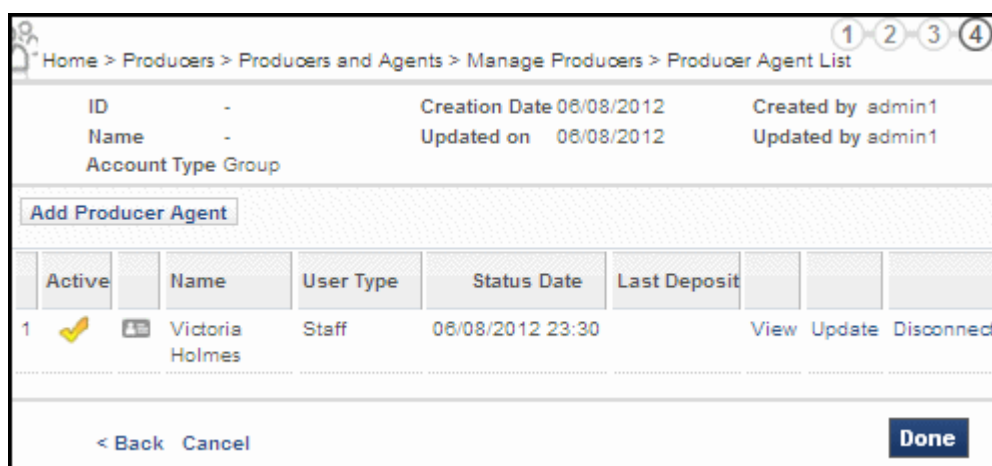 1 2 3 4
Home > Producers > Producers and Agents > Manage Producers > Producer Agent List
ID - Creation Date 06/08/2012 Created by admin1
Name - Updated on 06/08/2012 Updated by admin1
Account Type Group
Add Producer Agent
Active Name User Type Status Date Last Deposit
1 Victoria Holmes Staff 06/08/2012 23:30 View Update Disconnect
< Back Cancel Done